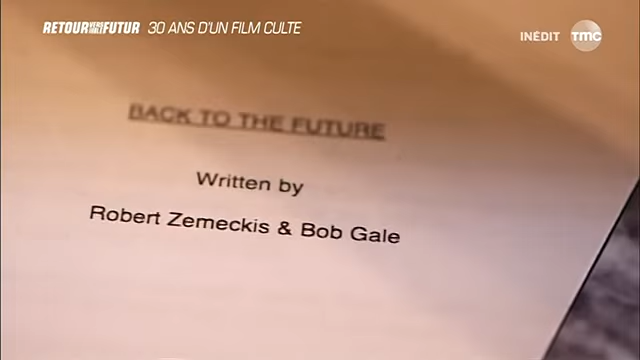 RETOUR VERS LE FUTUR 30 ANS D'UN FILM CULTE
INÉDIT TMC
BACK TO THE FUTURE
Written by
Robert Zemeckis & Bob Gale